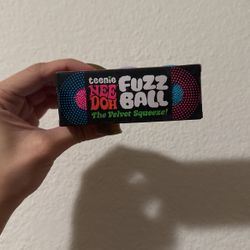 teenie
NEE DOH
FUZZ BALL
The Velvet Squeeze!